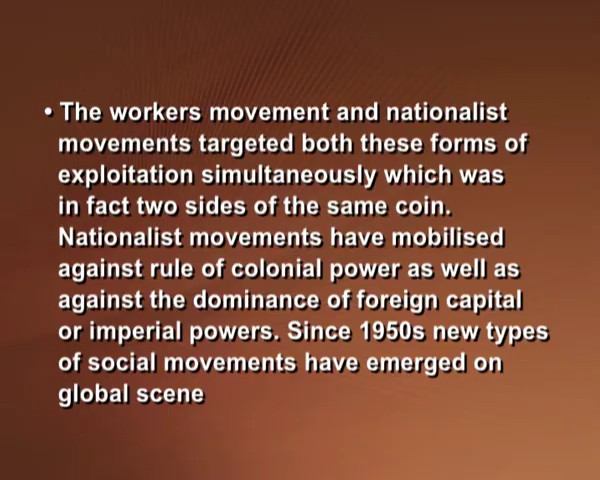 • The workers movement and nationalist
movements targeted both these forms of
exploitation simultaneously which was
in fact two sides of the same coin.
Nationalist movements have mobilised
against rule of colonial power as well as
against the dominance of foreign capital
or imperial powers. Since 1950s new types
of social movements have emerged on
global scene